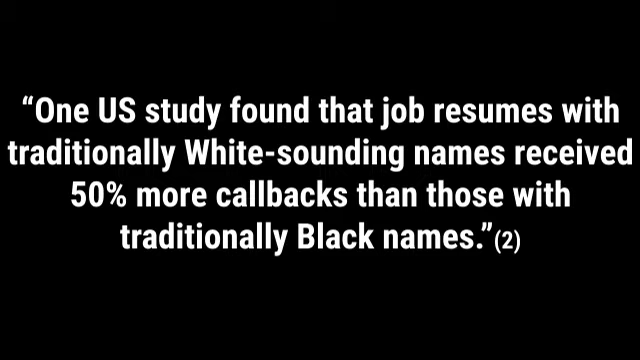 “One US study found that job resumes with
traditionally White-sounding names received
50% more callbacks than those with
traditionally Black names.”(2)